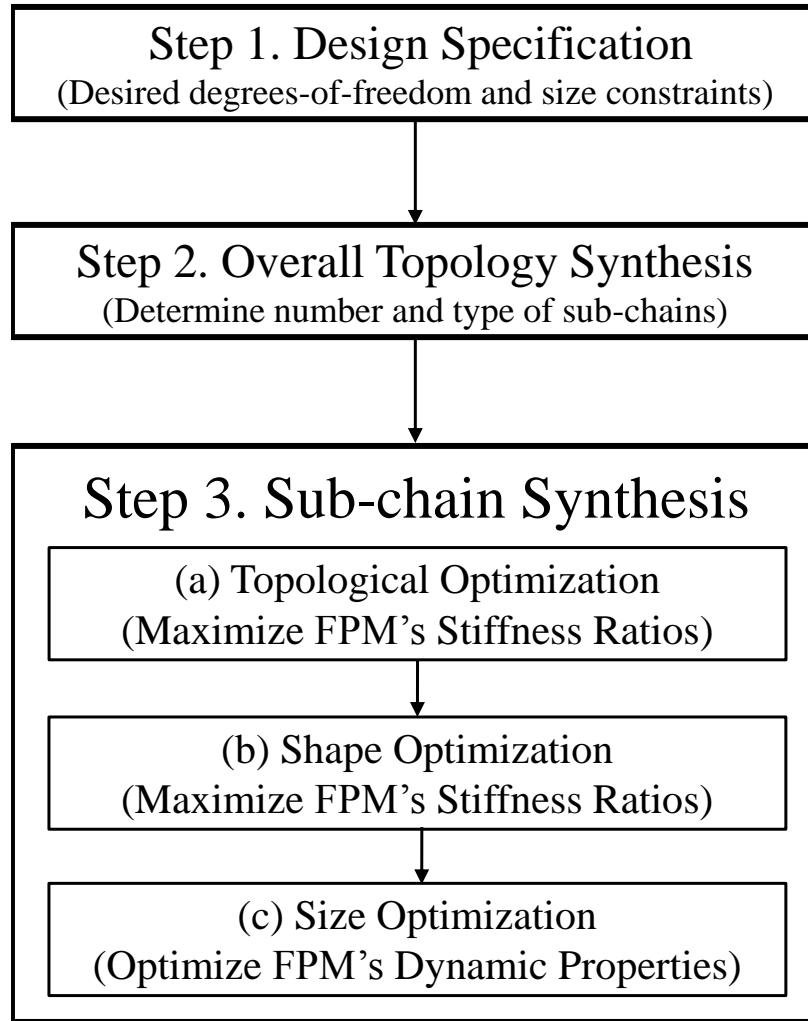 Step 1. Design Specification
(Desired degrees-of-freedom and size constraints)
Step 2. Overall Topology Synthesis
(Determine number and type of sub-chains)
Step 3. Sub-chain Synthesis
(a) Topological Optimization
(Maximize FPM's Stiffness Ratios)
(b) Shape Optimization
(Maximize FPM's Stiffness Ratios)
(c) Size Optimization
(Optimize FPM's Dynamic Properties)